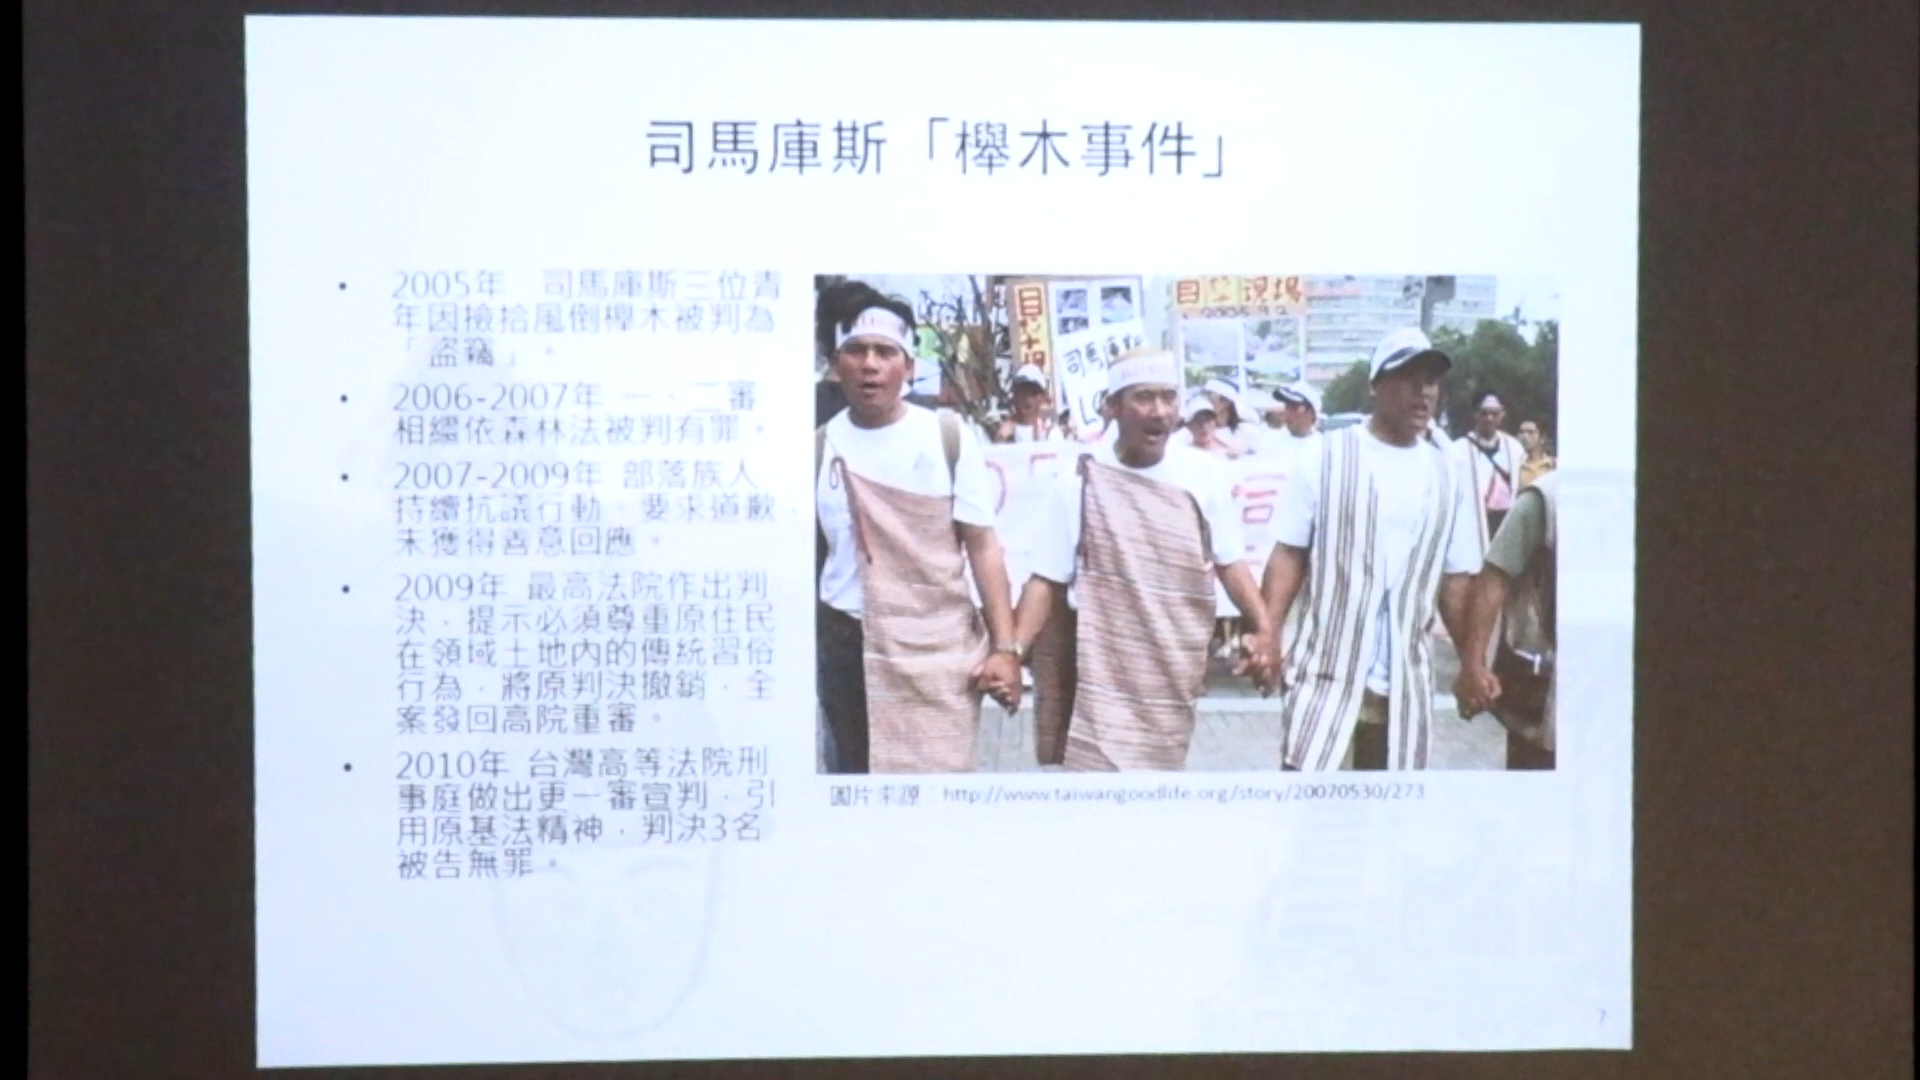 司馬庫斯「櫸木事件」
• 2005年 司馬庫斯三位青
年因撿拾風倒櫸木被判為
「盜竊」。
• 2006-2007年 一、二審
相繼依森林法被判有罪。
• 2007-2009年 部落族人
持續抗議行動、要求道歉，
未獲得善意回應。
• 2009年 最高法院作出判
決，提示必須尊重原住民
在領域土地內的傳統習俗
行為，將原判決撤銷，全
案發回高院重審。
• 2010年 台灣高等法院刑
事庭做出更一審宣判，引
用原基法精神，判決3名
被告無罪。
目擊現場
司馬庫斯
圖片來源 http://www.taiwangoodlife.org/story/20070530/273
7